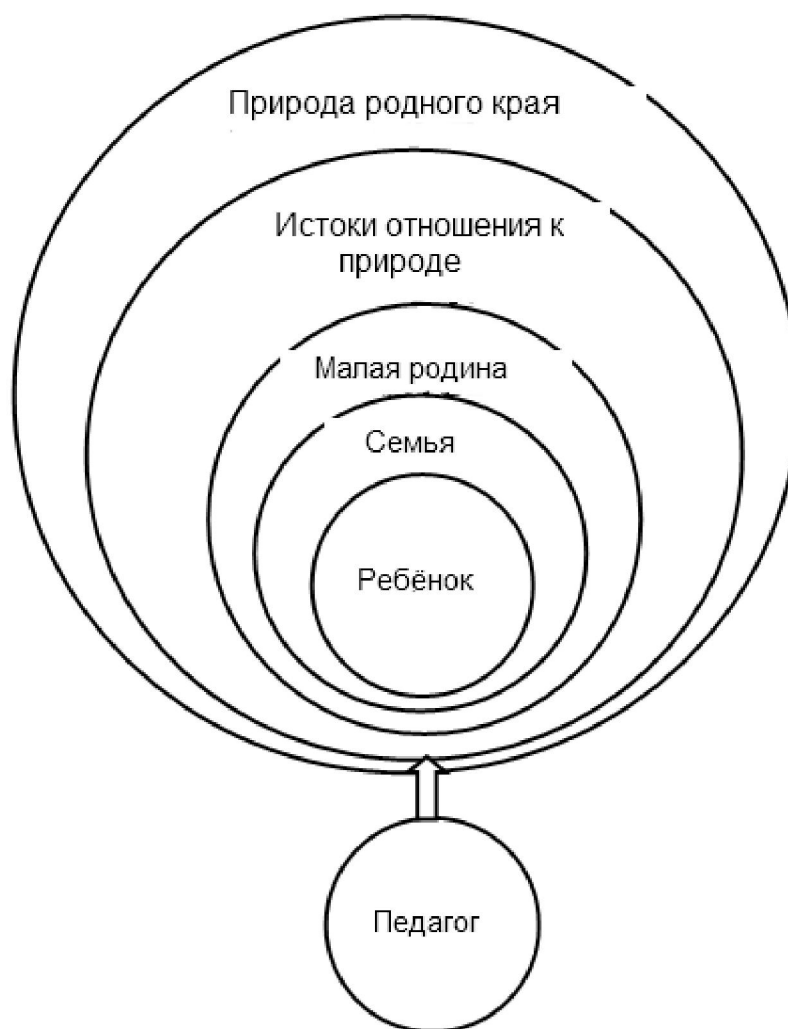 Природа родного края
Истоки отношения к
природе
Малая родина
Семья
Ребёнок
Педагог